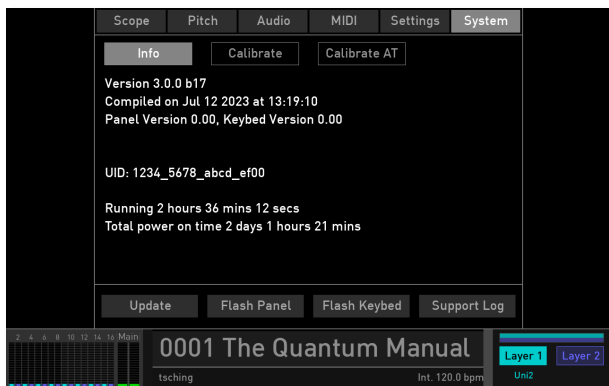 Scope Pitch Audio MIDI Settings System
Info Calibrate Calibrate AT
Version 3.0.0 b17
Compiled on Jul 12 2023 at 13:19:10
Panel Version 0.00, Keybed Version 0.00
UID: 1234_5678_abcd_ef00
Running 2 hours 36 mins 12 secs
Total power on time 2 days 1 hours 21 mins
Update Flash Panel Flash Keybed Support Log
2 4 6 8 10 12 14 16 Main
0001 The Quantum Manual
Layer 1 Layer 2
tsching Int. 120.0 bpm Uni2